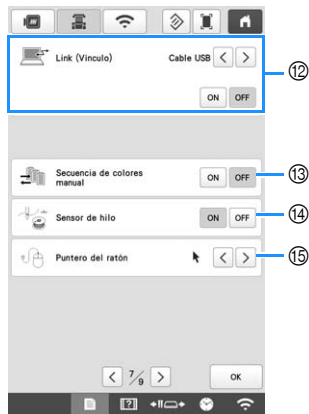 Link (Vínculo)
Cable USB
⑫
ON OFF
Secuencia de colores
manual
ON OFF
⑬
Sensor de hilo
ON OFF
⑭
Puntero del ratón
⑮
7/9
OK